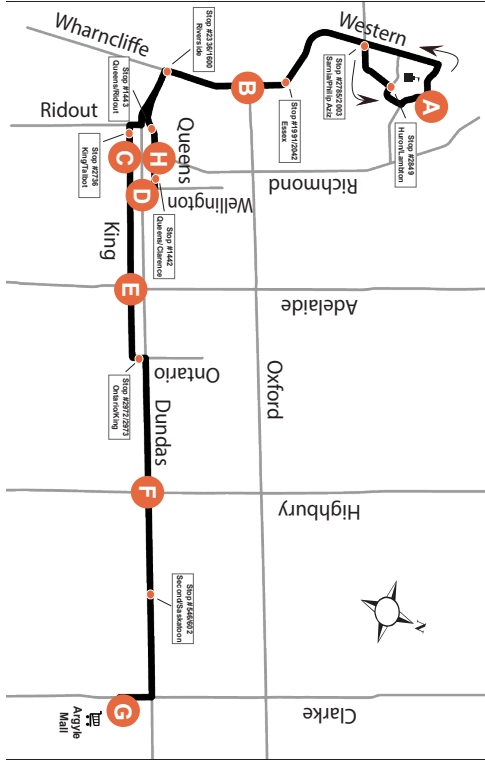 Wharncliffe
Western
Stop #2336/1600
Riverside
Stop #1443
Queens/Ridout
Ridout
Stop #2736
King/Talbot
Queens
B
A
Stop #1991/2042
Essex
Stop #2785/2003
Sarnia/Philip Aziz
Stop #2849
Huron/Lambton
Richmond
C
H
D
Wellington
Stop #1442
Queens/Clarence
King
E
Adelaide
Ontario
Stop #2972/2973
Ontario/King
Oxford
Dundas
F
Highbury
Stop #546/602
Second/Saskatoon
N
G
Argyle
Mall
Clarke